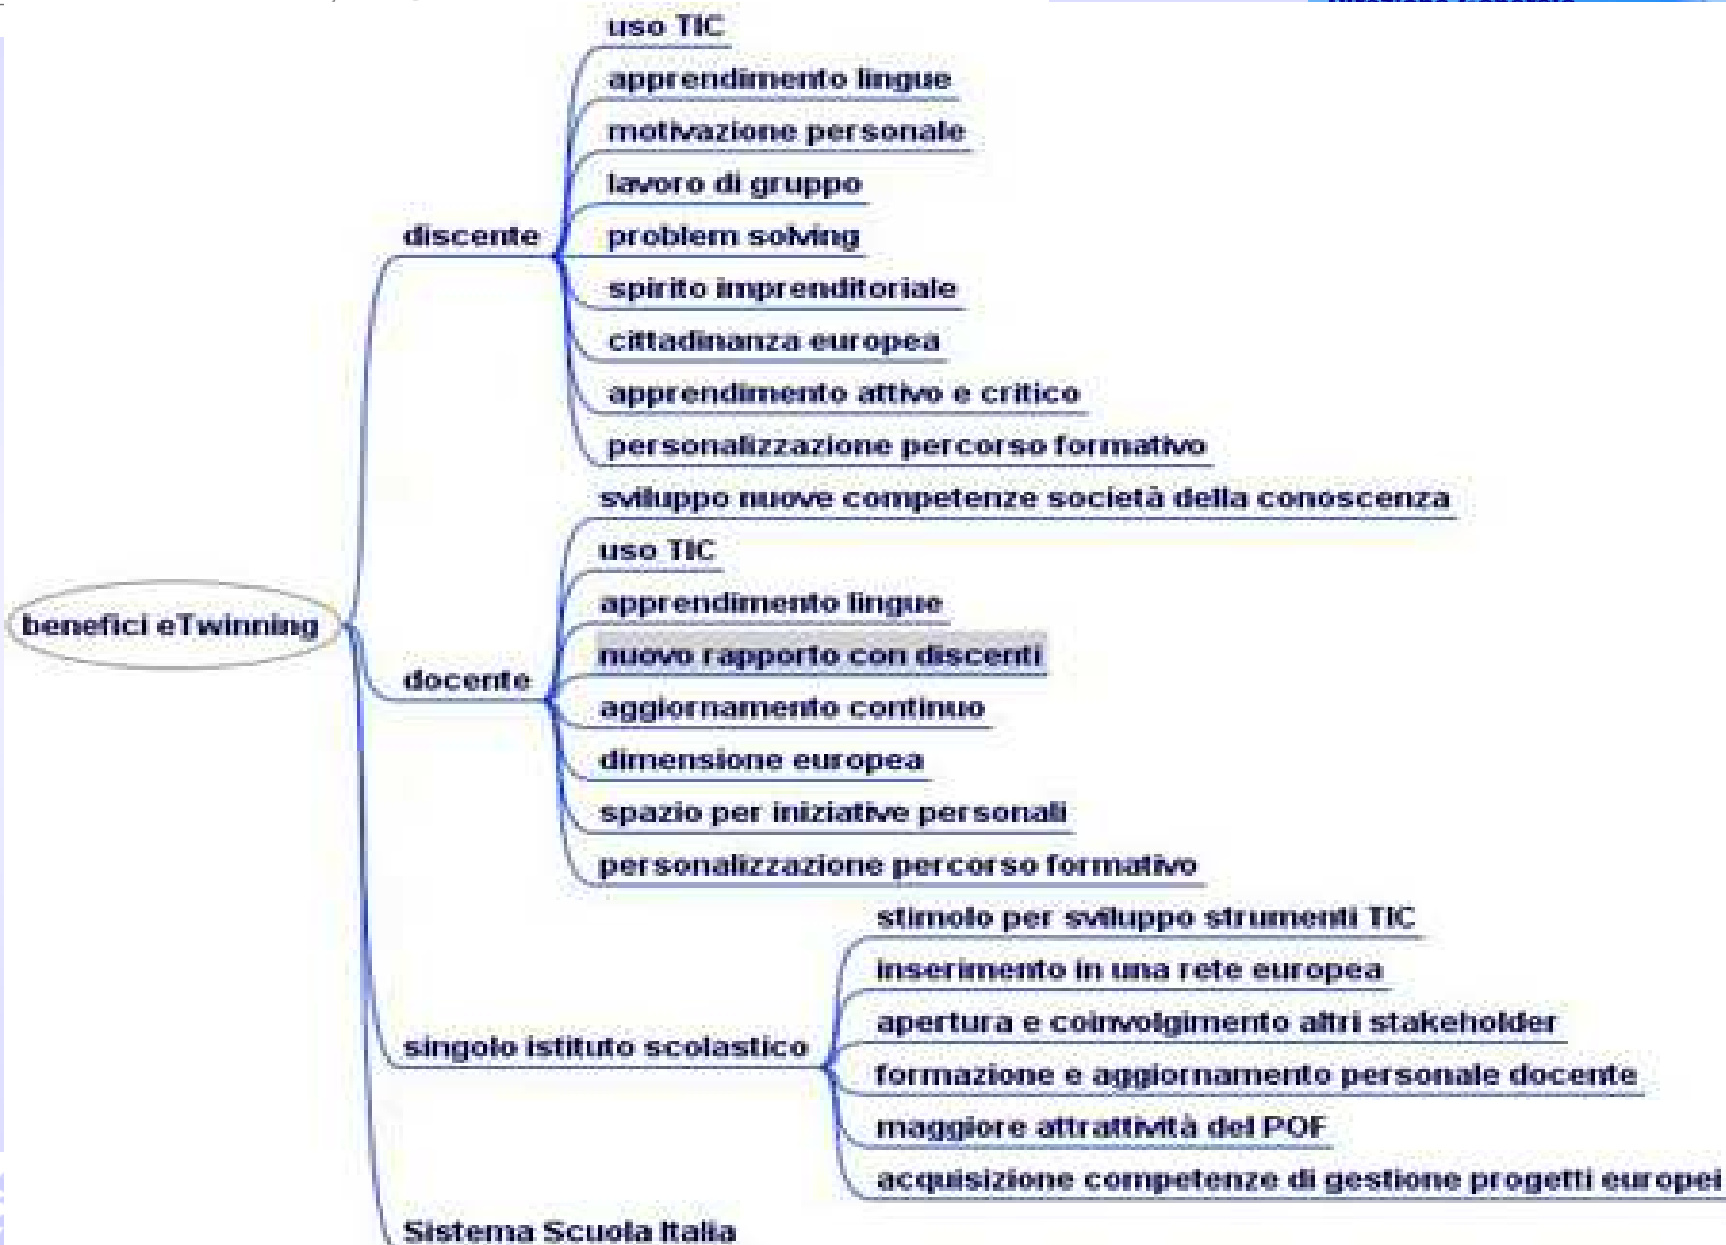 uso TIC
apprendimento lingue
motivazione personale
lavoro di gruppo
discente
problem solving
spirito imprenditoriale
cittadinanza europea
apprendimento attivo e critico
personalizzazione percorso formativo
sviluppo nuove competenze società della conoscenza
uso TIC
apprendimento lingue
benefici eTwinning
nuovo rapporto con discenti
docente
aggiornamento continuo
dimensione europea
spazio per iniziative personali
personalizzazione percorso formativo
stimolo per sviluppo strumenti TIC
inserimento in una rete europea
apertura e coinvolgimento altri stakeholder
singolo istituto scolastico
formazione e aggiornamento personale docente
maggiore attrattività del POF
acquisizione competenze di gestione progetti europei
Sistema Scuola Italia